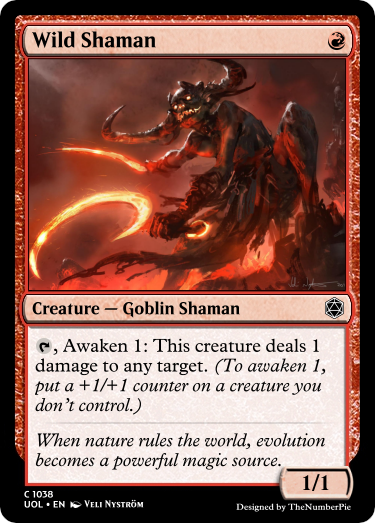 Wild Shaman
Creature — Goblin Shaman
, Awaken 1: This creature deals 1
damage to any target. (To awaken 1,
put a +1/+1 counter on a creature you
don't control.)
When nature rules the world, evolution
becomes a powerful magic source.
1/1
C 1038
UOL • EN Veli Nyström
Designed by TheNumberPie